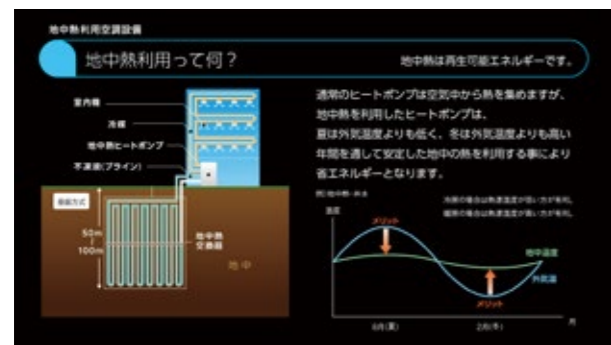 地中熱利用空調設備
地中熱利用って何？
地中熱は再生可能エネルギーです。
通常のヒートポンプは空気中から熱を集めますが、
地中熱を利用したヒートポンプは、
夏は外気温度よりも低く、冬は外気温度よりも高い
年間を通して安定した地中の熱を利用する事により
省エネルギーとなります。
室内機
冷媒
地中熱ヒートポンプ
不凍液(ブライン)
垂直方式
50m
100m
地中熱
交換器
地中
冷房の場合は熱源温度が低い方が有利。
暖房の場合は熱源温度が高い方が有利。
温度
メリット
地中温度
外気温
メリット
8月(夏)
2月(冬)
月